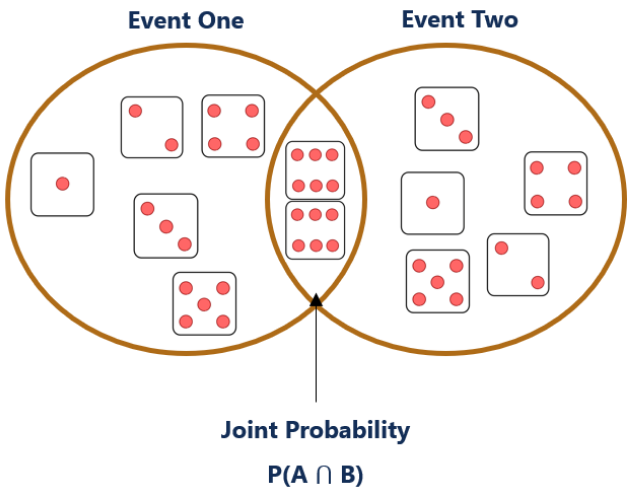 Event One
Event Two
Joint Probability
P(A ∩ B)